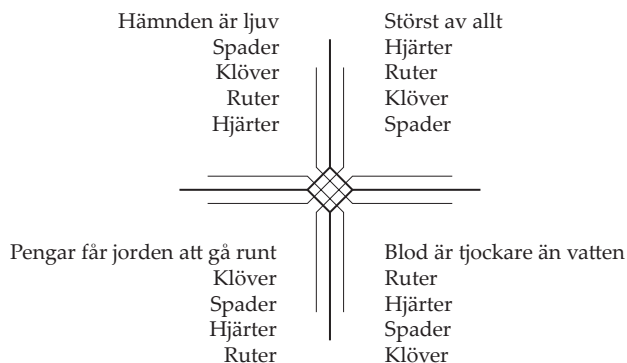 Hämnden är ljuv
Spader
Klöver
Ruter
Hjärter
Störst av allt
Hjärter
Ruter
Klöver
Spader
Pengar får jorden att gå runt
Klöver
Spader
Hjärter
Ruter
Blod är tjockare än vatten
Ruter
Hjärter
Spader
Klöver